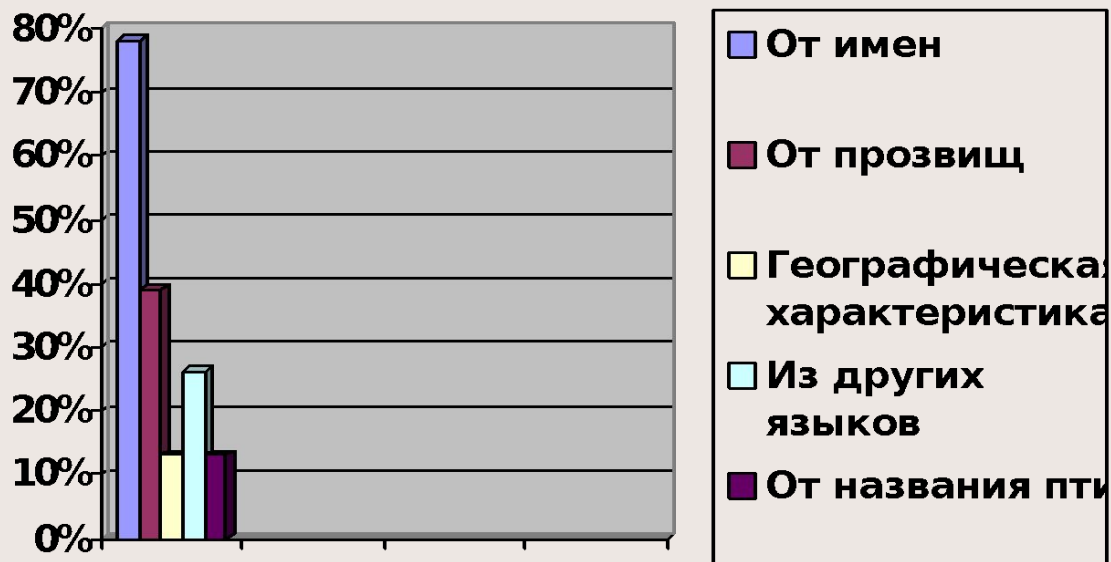 80%
70%
60%
50%
40%
30%
20%
10%
0%
От имен
От прозвищ
Географическая
характеристика
Из других
языков
От названия пти